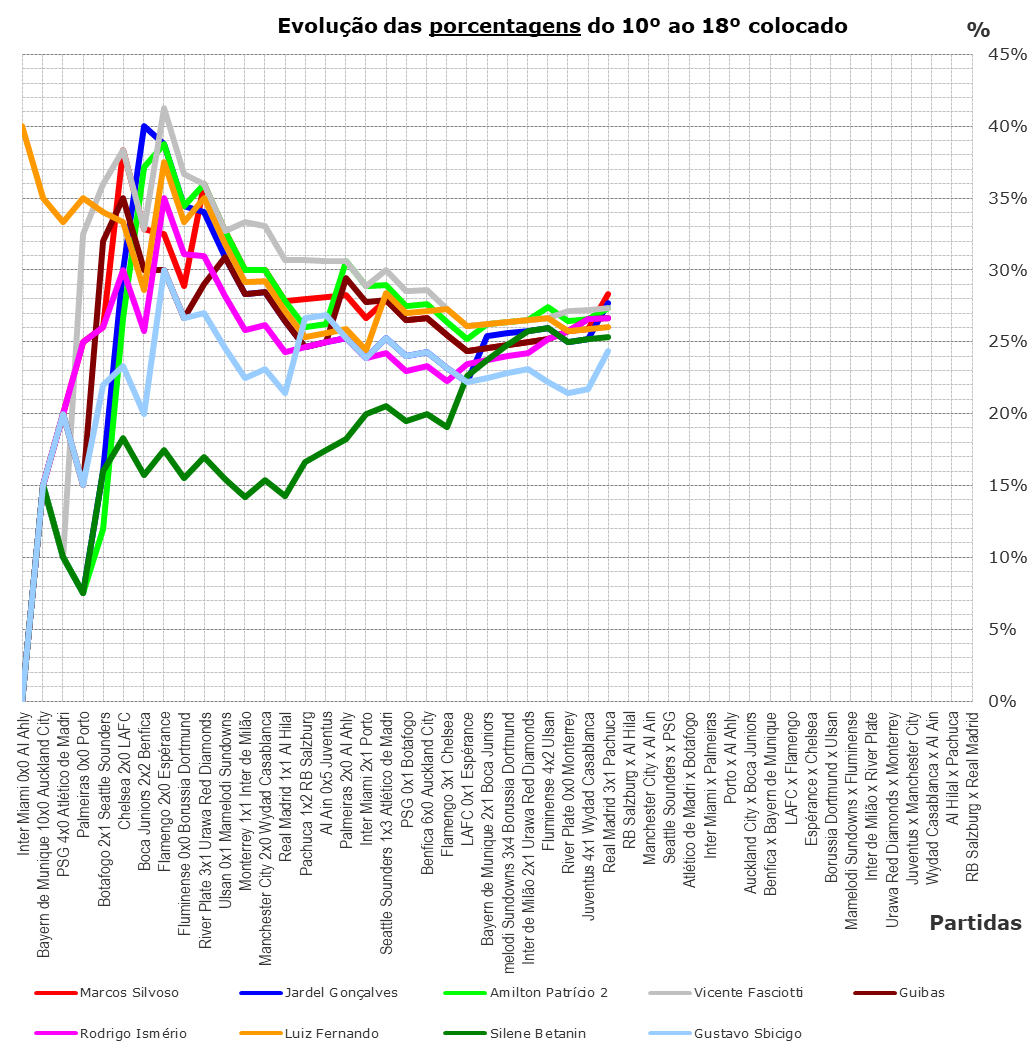 Evolução das porcentagens do 10º ao 18º colocado
%
45%
40%
35%
30%
25%
20%
15%
10%
5%
0%
Inter Miami 0x0 Al Ahly
Bayern de Munique 10x0 Auckland City
PSG 4x0 Atlético de Madri
Palmeiras 0x0 Porto
Botafogo 2x1 Seattle Sounders
Chelsea 2x0 LAFC
Boca Juniors 2x2 Benfica
Flamengo 2x0 Espérance
Fluminense 0x0 Borussia Dortmund
River Plate 3x1 Urawa Red Diamonds
Ulsan 0x1 Mamelodi Sundowns
Monterrey 1x1 Inter de Milão
Manchester City 2x0 Wydad Casablanca
Real Madrid 1x1 Al Hilal
Pachuca 1x2 RB Salzburg
Al Ain 0x5 Juventus
Palmeiras 2x0 Al Ahly
Inter Miami 2x1 Porto
Seattle Sounders 1x3 Atlético de Madri
PSG 0x1 Botafogo
Benfica 6x0 Auckland City
Flamengo 3x1 Chelsea
LAFC 0x1 Espérance
Bayern de Munique 2x1 Boca Juniors
melodi Sundowns 3x4 Borussia Dortmund
Inter de Milão 2x1 Urawa Red Diamonds
Fluminense 4x2 Ulsan
River Plate 0x0 Monterrey
Juventus 4x1 Wydad Casablanca
Real Madrid 3x1 Pachuca
RB Salzburg x Al Hilal
Manchester City x Al Ain
Seattle Sounders x PSG
Atlético de Madri x Botafogo
Inter Miami x Palmeiras
Porto x Al Ahly
Auckland City x Boca Juniors
Benfica x Bayern de Munique
LAFC x Flamengo
Espérance x Chelsea
Borussia Dortmund x Ulsan
Mamelodi Sundowns x Fluminense
Inter de Milão x River Plate
Urawa Red Diamonds x Monterrey
Juventus x Manchester City
Wydad Casablanca x Al Ain
Al Hilal x Pachuca
RB Salzburg x Real Madrid
Partidas
Marcos Silvoso Jardel Gonçalves Amilton Patrício 2 Vicente Fasciotti Guibas
Rodrigo Ismério Luiz Fernando Silene Betanin Gustavo Sbicigo